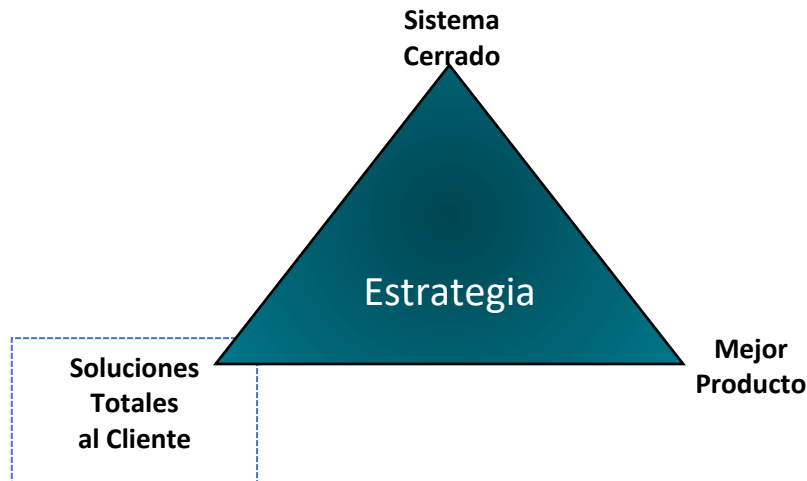 Sistema
Cerrado
Estrategia
Soluciones
Totales
al Cliente
Mejor
Producto